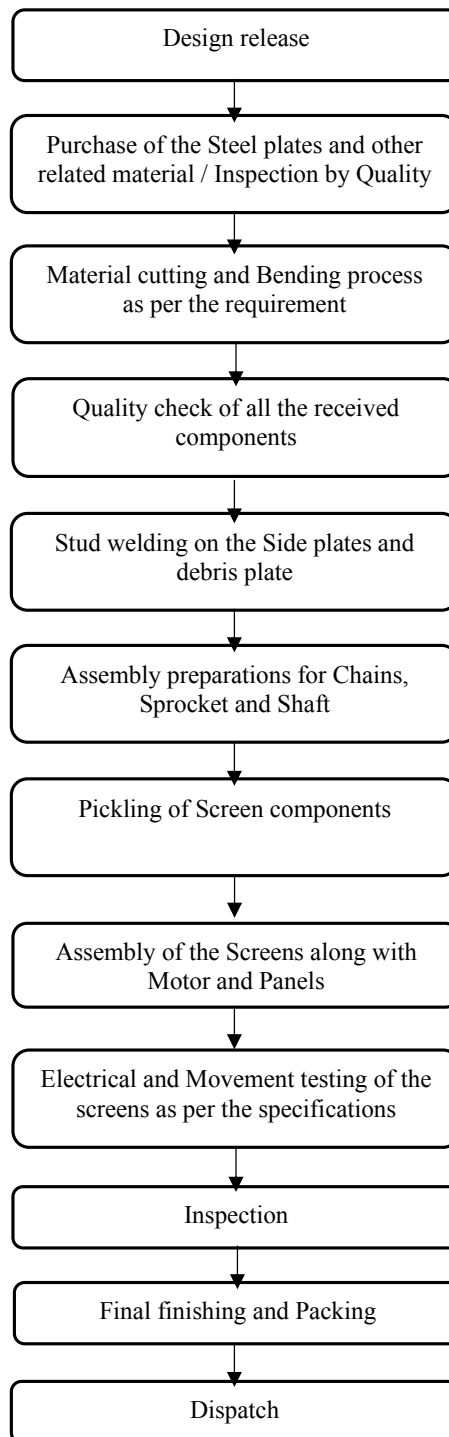 Design release
Purchase of the Steel plates and other
related material / Inspection by Quality
Material cutting and Bending process
as per the requirement
Quality check of all the received
components
Stud welding on the Side plates and
debris plate
Assembly preparations for Chains,
Sprocket and Shaft
Pickling of Screen components
Assembly of the Screens along with
Motor and Panels
Electrical and Movement testing of the
screens as per the specifications
Inspection
Final finishing and Packing
Dispatch